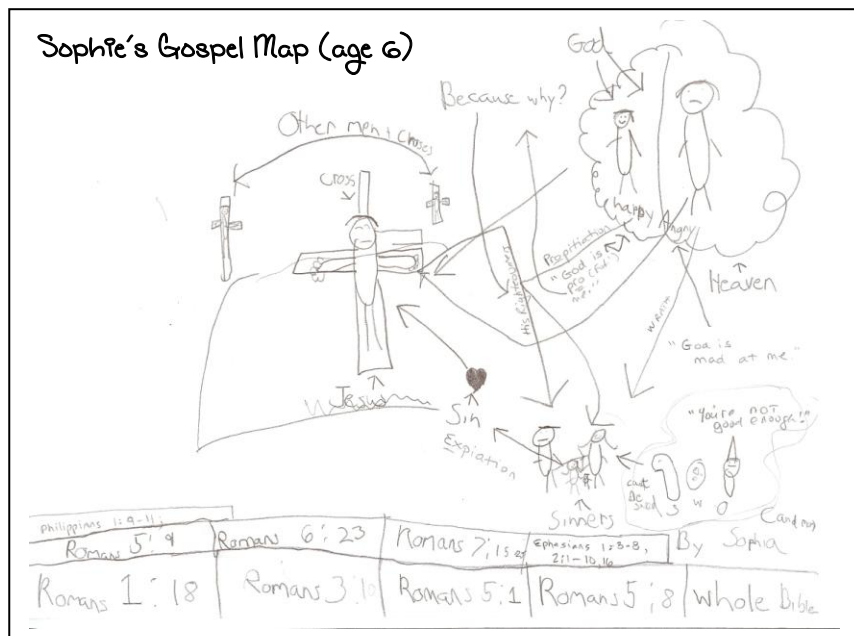 Sophie's Gospel Map (age 6)
God
Because why?
Other men + Crosses
Cross
happy
Angry
Propitiation
"God is
pro (for)
me."
His Righteousness
Heaven
Wrath
"God is
mad at me"
Jesus
Sin
Expiation
"You're not
good enough!"
S W O
Sinners
Philippians 1:9-11;
Romans 5:9
Romans 6:23
Romans 7:15
Ephesians 1:3-8,
2:1-10,16
By Sophia
Romans 1:18
Romans 3:10
Romans 5:1
Romans 5:8
Whole Bible